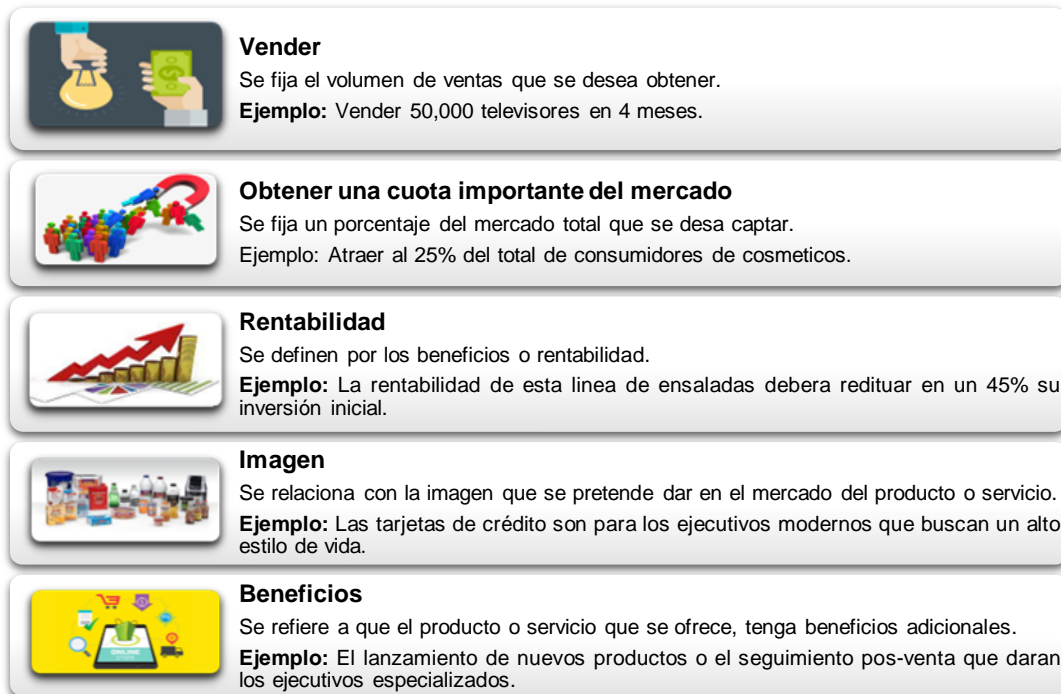 Vender
Se fija el volumen de ventas que se desea obtener.
Ejemplo: Vender 50,000 televisores en 4 meses.
Obtener una cuota importante del mercado
Se fija un porcentaje del mercado total que se desa captar.
Ejemplo: Atraer al 25% del total de consumidores de cosmeticos.
Rentabilidad
Se definen por los beneficios o rentabilidad.
Ejemplo: La rentabilidad de esta linea de ensaladas debera redituar en un 45% su
inversión inicial.
Imagen
Se relaciona con la imagen que se pretende dar en el mercado del producto o servicio.
Ejemplo: Las tarjetas de crédito son para los ejecutivos modernos que buscan un alto
estilo de vida.
Beneficios
Se refiere a que el producto o servicio que se ofrece, tenga beneficios adicionales.
Ejemplo: El lanzamiento de nuevos productos o el seguimiento pos-venta que daran
los ejecutivos especializados.
ONLINE